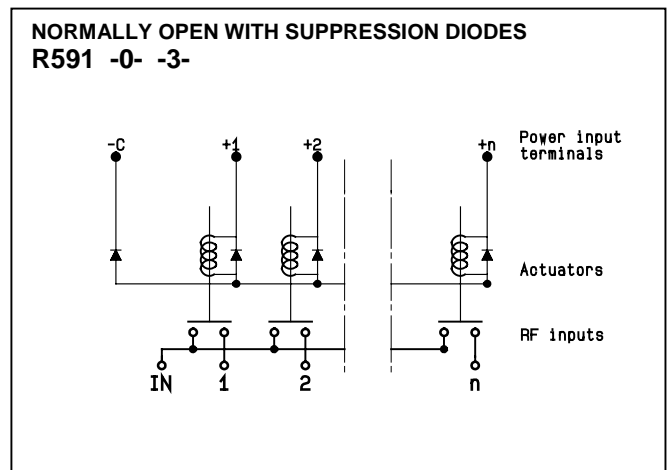 NORMALLY OPEN WITH SUPPRESSION DIODES
R591 -0- -3-
-C +1 +2 +n Power input
terminals
Actuators
RF inputs
IN 1 2 n